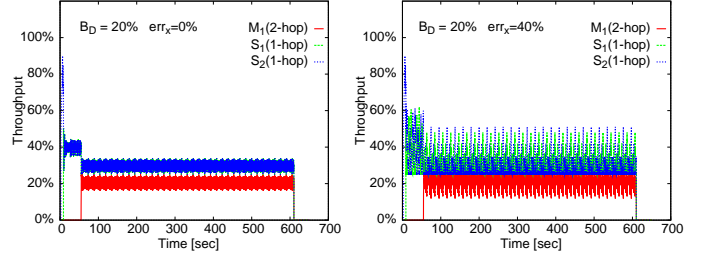 B_D = 20% err_x=0%
M_1(2-hop)
S_1(1-hop)
S_2(1-hop)
Throughput
100%
80%
60%
40%
20%
0%
0 100 200 300 400 500 600 700
Time [sec]
B_D = 20% err_x=40%
M_1(2-hop)
S_1(1-hop)
S_2(1-hop)
Throughput
100%
80%
60%
40%
20%
0%
0 100 200 300 400 500 600 700
Time [sec]